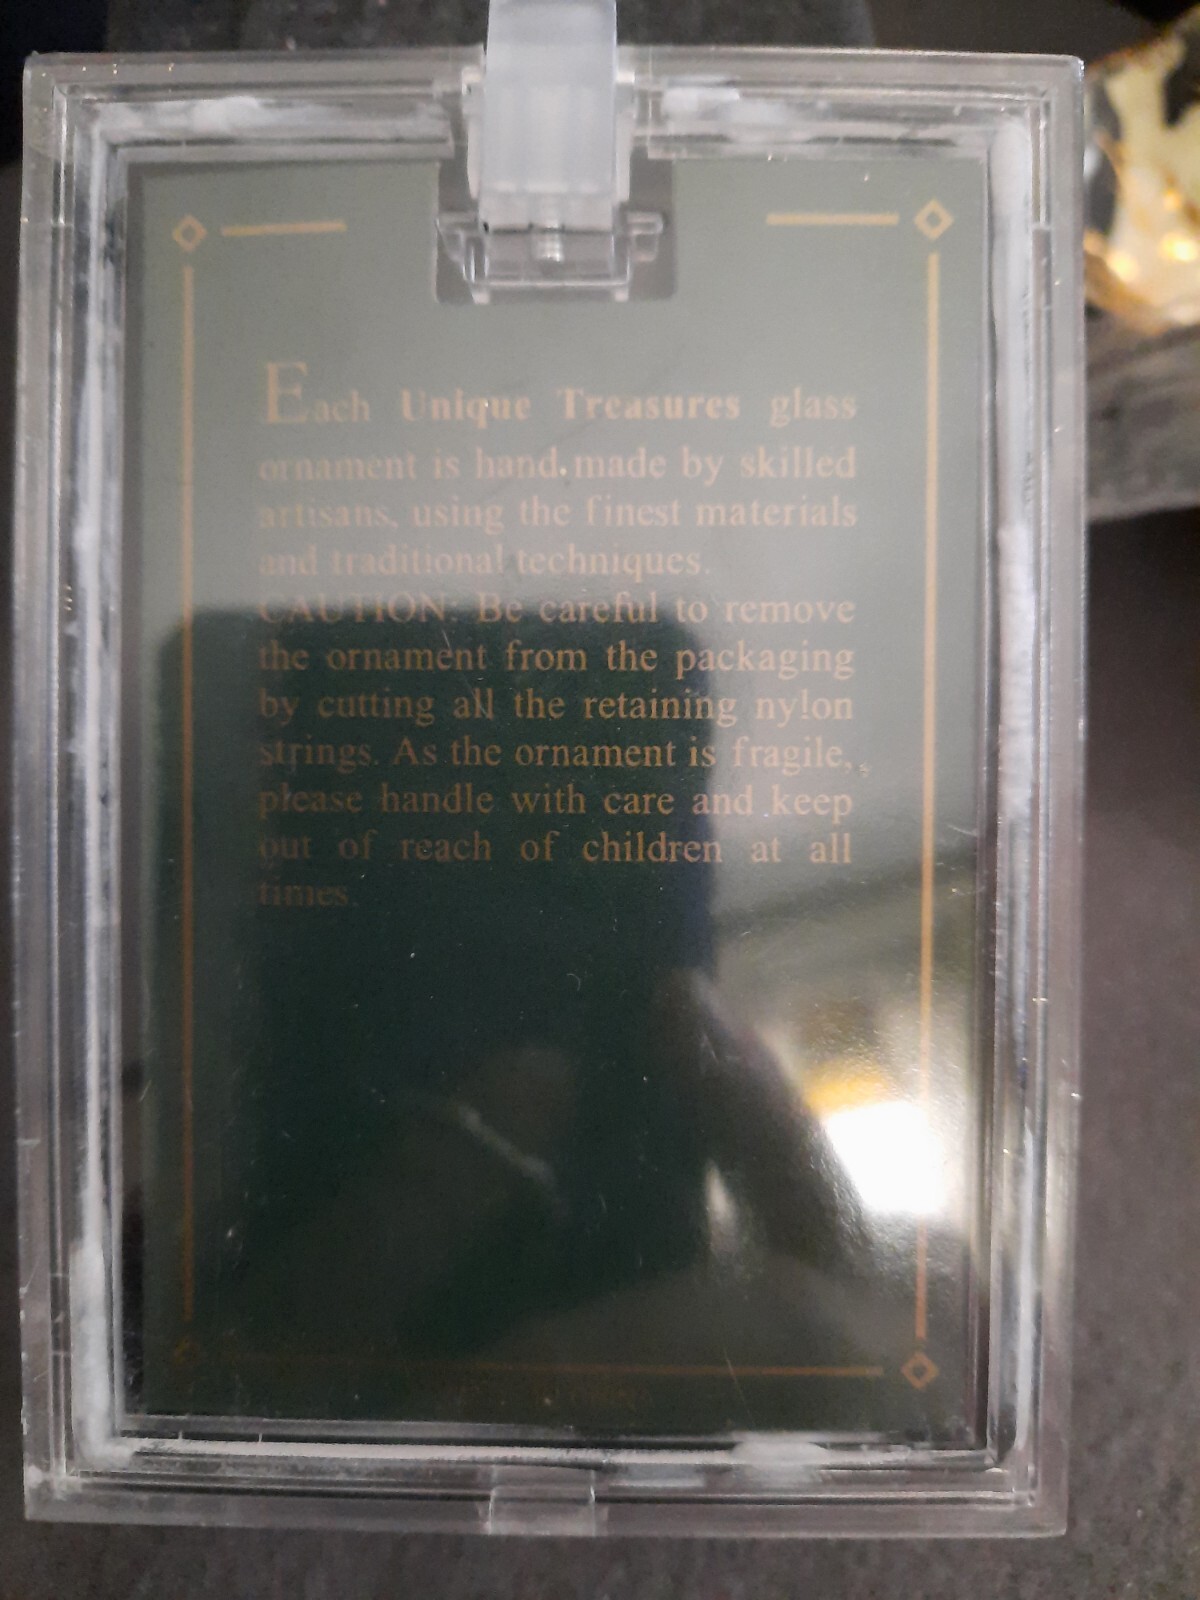 Each Unique Treasures glass
ornament is hand made by skilled
artisans, using the finest materials
and traditional techniques.
CAUTION: Be careful to remove
the ornament from the packaging
by cutting all the retaining nylon
strings. As the ornament is fragile,
please handle with care and keep
out of reach of children at all
times.